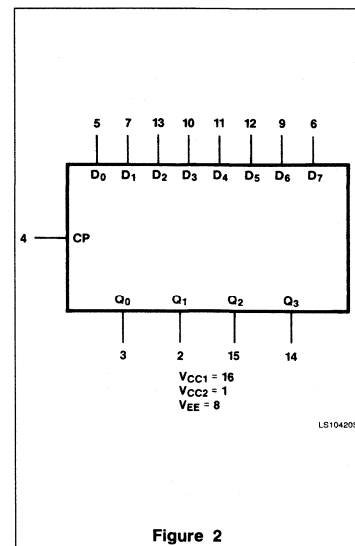 5 7 13 10 11 12 9 6
D0 D1 D2 D3 D4 D5 D6 D7
4 CP
Q0 Q1 Q2 Q3
3 2 15 14
VCC1 = 16
VCC2 = 1
VEE = 8
LS10420S
Figure 2